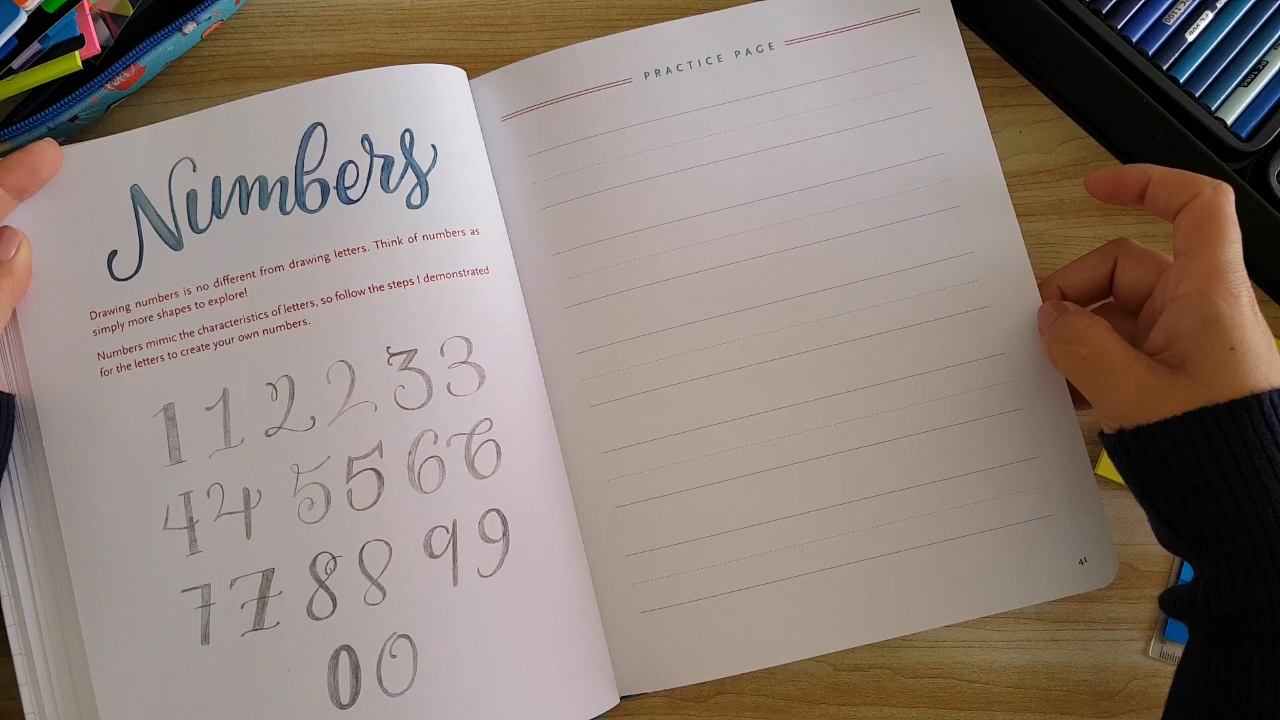 Numbers
Drawing numbers is no different from drawing letters. Think of numbers as
simply more shapes to explore!
Numbers mimic the characteristics of letters, so follow the steps I demonstrated
for the letters to create your own numbers.
1 1 2 2 3 3
4 4 5 5 6 6
7 7 8 8 9 9
0 0
PRACTICE PAGE
41